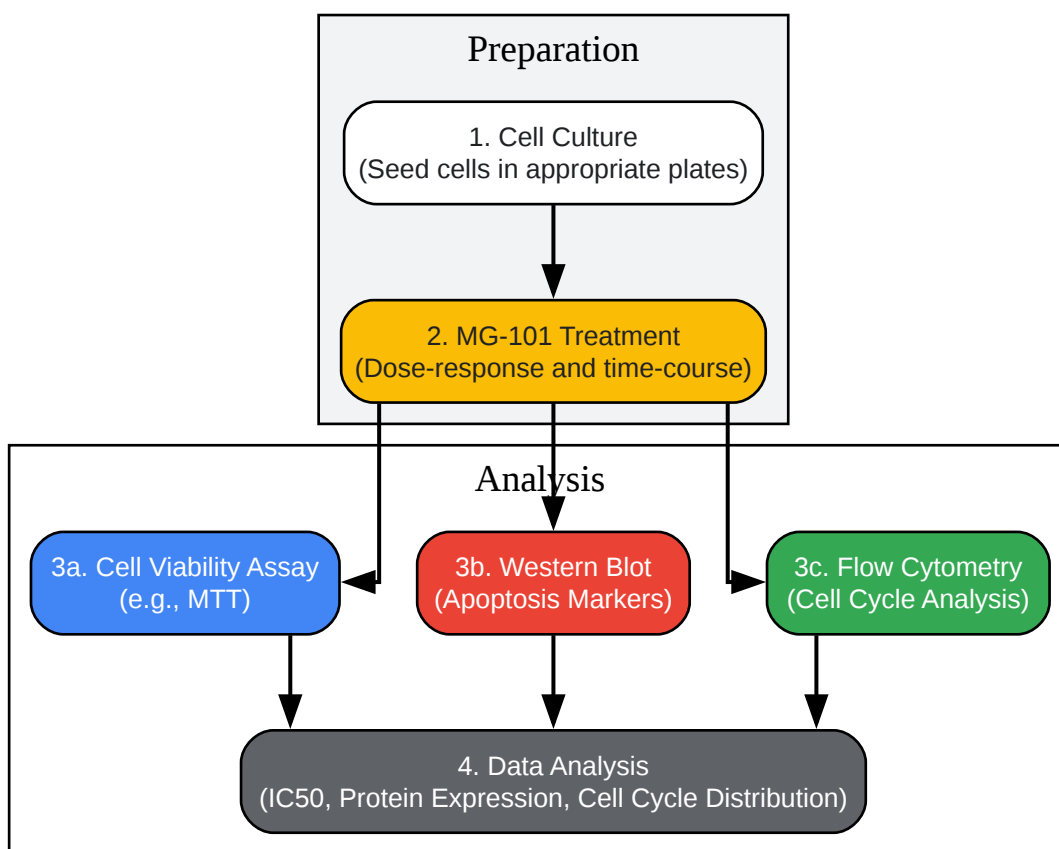 Preparation
1. Cell Culture
(Seed cells in appropriate plates)
2. MG-101 Treatment
(Dose-response and time-course)
Analysis
3a. Cell Viability Assay
(e.g., MTT)
3b. Western Blot
(Apoptosis Markers)
3c. Flow Cytometry
(Cell Cycle Analysis)
4. Data Analysis
(IC50, Protein Expression, Cell Cycle Distribution)